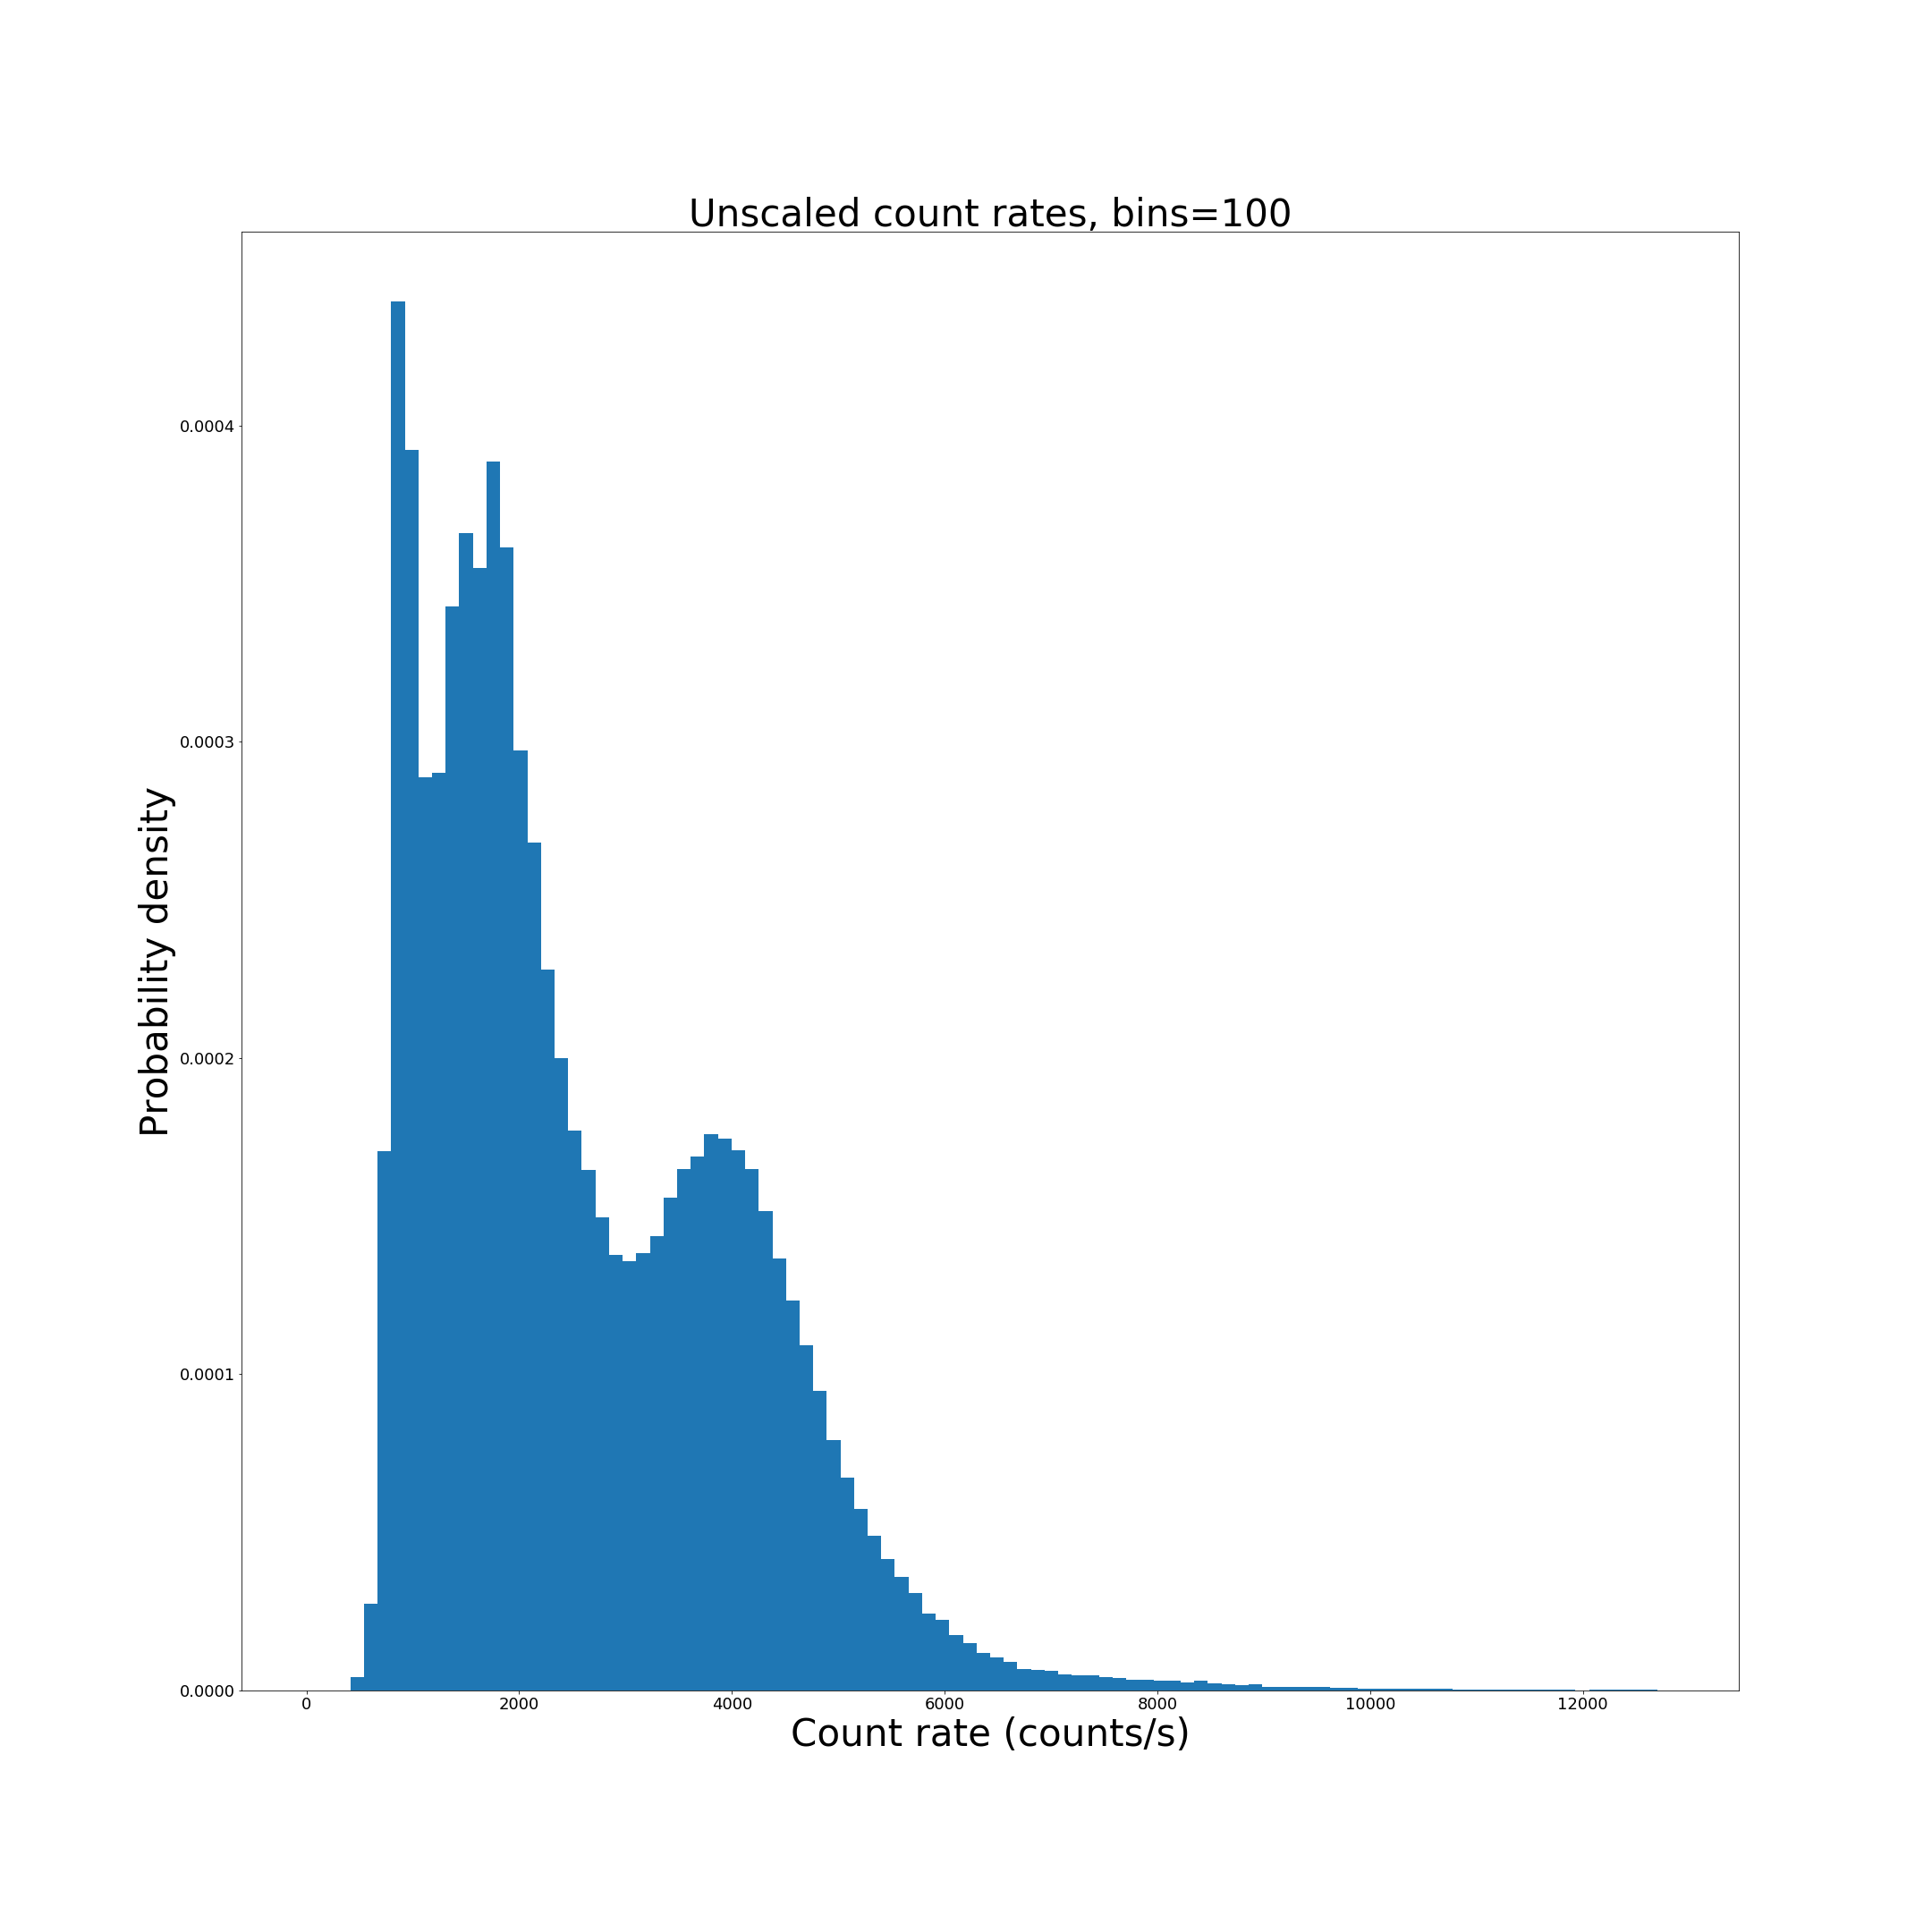 Unscaled count rates, bins=100
0.0004
0.0003
0.0002
0.0001
0.0000
Probability density
0 2000 4000 6000 8000 10000 12000
Count rate (counts/s)